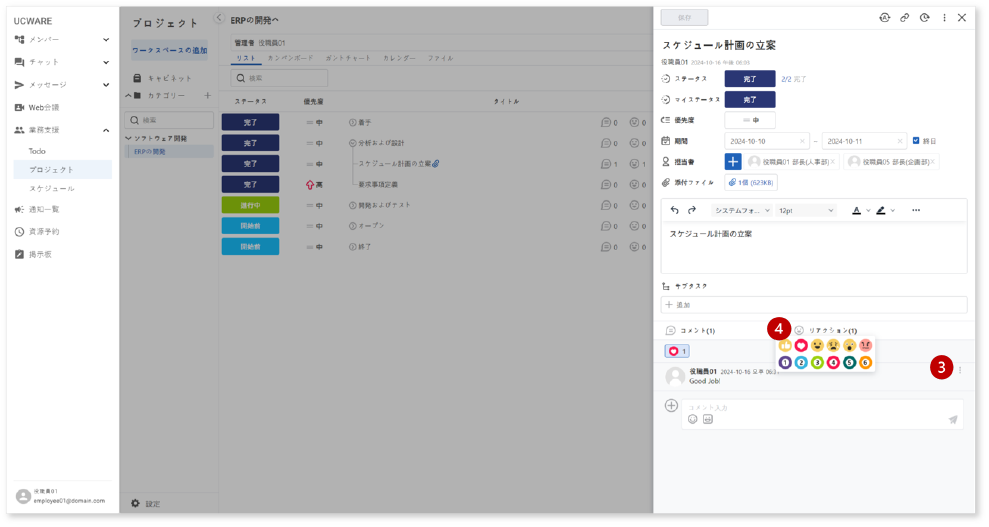 UCWARE
メンバー
チャット
メッセージ
Web会議
業務支援
Todo
プロジェクト
スケジュール
通知一覧
資源予約
掲示板
役職員01
employee01@domain.com
プロジェクト
ワークスペースの追加
キャビネット
カテゴリー
検索
ソフトウェア開発
ERPの開発
設定
ERPの開発へ
管理者 役職員01
リスト カンバンボード ガントチャート カレンダー ファイル
検索
ステータス 優先度 タイトル
完了 中 着手 0 0
完了 中 分析および設計 0 0
完了 中 スケジュール計画の立案 1 1
完了 高 要求事項定義 0 0
進行中 中 開発およびテスト 0 0
開始前 中 オープン 0 0
開始前 中 終了 0 0
保存
スケジュール計画の立案
役職員01 2024-10-16 午後 06:03
ステータス 完了 2/2 完了
マイステータス 完了
優先度 中
期間 2024-10-10 ~ 2024-10-11 終日
担当者 役職員01 部長(人事部) 役職員05 部長(企画部)
添付ファイル 1個 (623KB)
システムフォ... 12pt A
スケジュール計画の立案
サブタスク
追加
コメント(1) リアクション(1)
4
1
1 2 3 4 5 6
3
役職員01 2024-10-16 오후 06:3
Good Job!
コメント入力